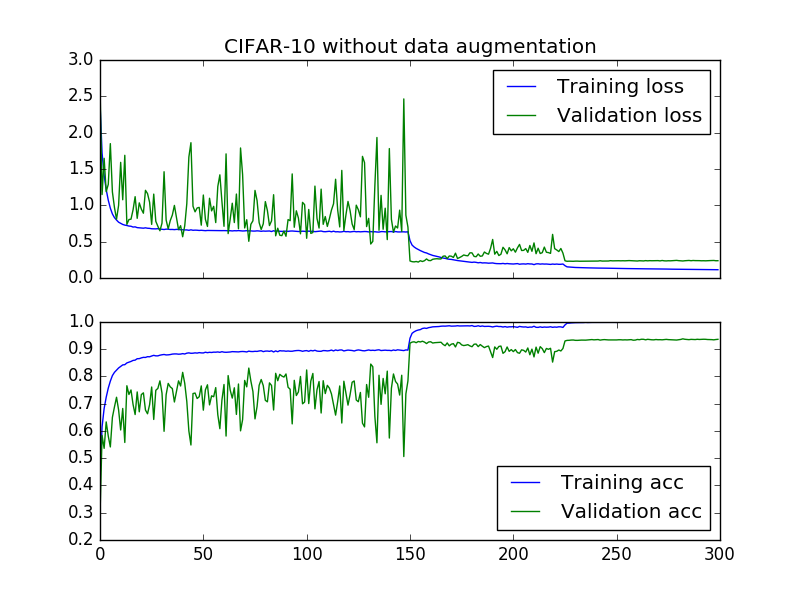 CIFAR-10 without data augmentation
3.0
2.5
2.0
1.5
1.0
0.5
0.0
Training loss
Validation loss
1.0
0.9
0.8
0.7
0.6
0.5
0.4
0.3
0.2
Training acc
Validation acc
0 50 100 150 200 250 300